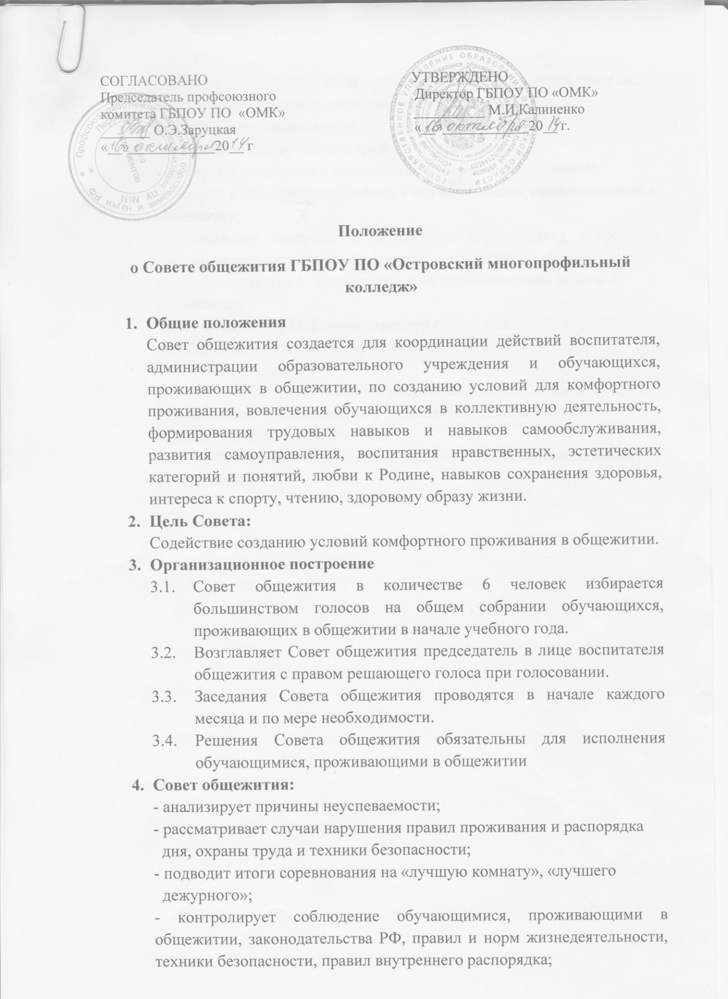 СОГЛАСОВАНО
Председатель профсоюзного
комитета ГБПОУ ПО «ОМК»
________ О.Э.Заруцкая
«16» октября 2014 г
УТВЕРЖДЕНО
Директор ГБПОУ ПО «ОМК»
__________ М.И.Калиненко
«16» октября 2014 г.
Положение
о Совете общежития ГБПОУ ПО «Островский многопрофильный
колледж»
1. Общие положения
Совет общежития создается для координации действий воспитателя,
администрации образовательного учреждения и обучающихся,
проживающих в общежитии, по созданию условий для комфортного
проживания, вовлечения обучающихся в коллективную деятельность,
формирования трудовых навыков и навыков самообслуживания,
развития самоуправления, воспитания нравственных, эстетических
категорий и понятий, любви к Родине, навыков сохранения здоровья,
интереса к спорту, чтению, здоровому образу жизни.
2. Цель Совета:
Содействие созданию условий комфортного проживания в общежитии.
3. Организационное построение
3.1. Совет общежития в количестве 6 человек избирается
большинством голосов на общем собрании обучающихся,
проживающих в общежитии в начале учебного года.
3.2. Возглавляет Совет общежития председатель в лице воспитателя
общежития с правом решающего голоса при голосовании.
3.3. Заседания Совета общежития проводятся в начале каждого
месяца и по мере необходимости.
3.4. Решения Совета общежития обязательны для исполнения
обучающимися, проживающими в общежитии
4. Совет общежития:
- анализирует причины неуспеваемости;
- рассматривает случаи нарушения правил проживания и распорядка
дня, охраны труда и техники безопасности;
- подводит итоги соревнования на «лучшую комнату», «лучшего
дежурного»;
- контролирует соблюдение обучающимися, проживающими в
общежитии, законодательства РФ, правил и норм жизнедеятельности,
техники безопасности, правил внутреннего распорядка;